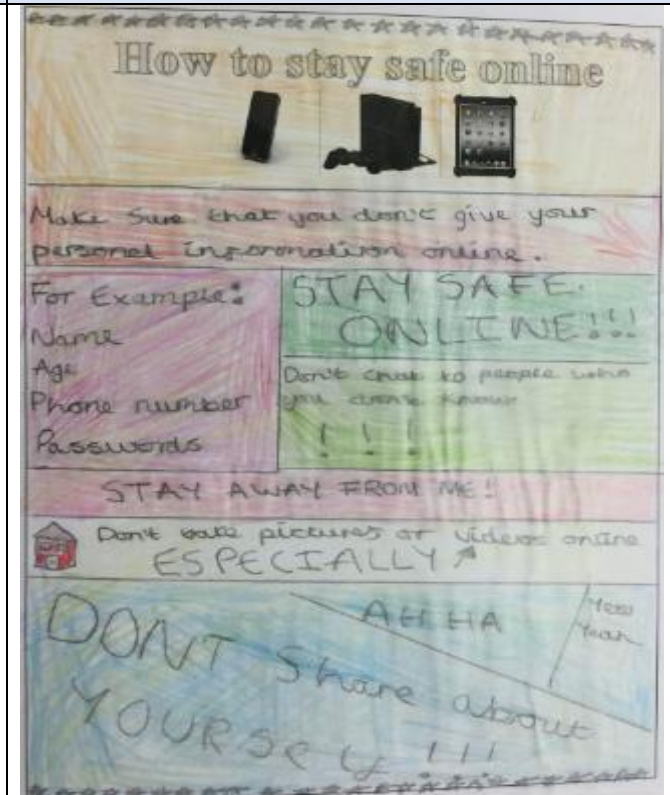 How to stay safe online
Make Sure that you don't give your
personel information online.
For Example:
Name
Age
Phone number
Passwords
STAY SAFE
ONLINE!!!
Don't chat to people who
you don't know
! ! !
STAY AWAY FROM ME!
Don't take pictures or videos online
ESPECIALLY
AH HA
DONT Share about
YOURSelf !!!